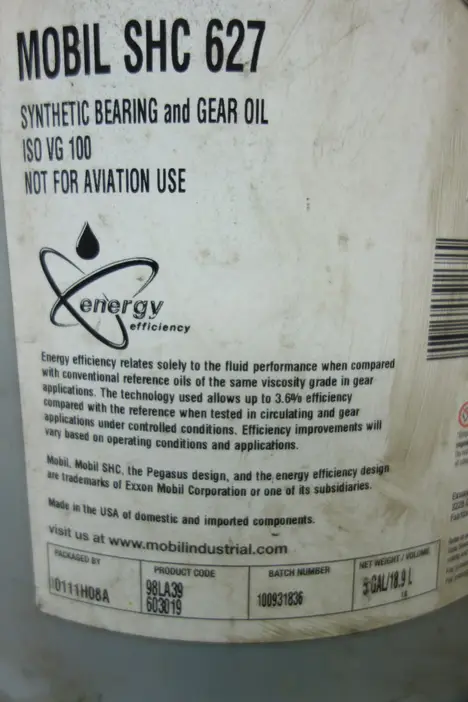 MOBIL SHC 627
SYNTHETIC BEARING and GEAR OIL
ISO VG 100
NOT FOR AVIATION USE
energy
efficiency
Energy efficiency relates solely to the fluid performance when compared
with conventional reference oils of the same viscosity grade in gear
applications. The technology used allows up to 3.6% efficiency
compared with the reference when tested in circulating and gear
applications under controlled conditions. Efficiency improvements will
vary based on operating conditions and applications.
Mobil, Mobil SHC, the Pegasus design, and the energy efficiency design
are trademarks of Exxon Mobil Corporation or one of its subsidiaries.
Made in the USA of domestic and imported components.
visit us at www.mobilindustrial.com
PACKAGED BY
0111H08A
PRODUCT CODE
98LA39
603019
BATCH NUMBER
100931836
NET WEIGHT / VOLUME
5 GAL/18.9 L